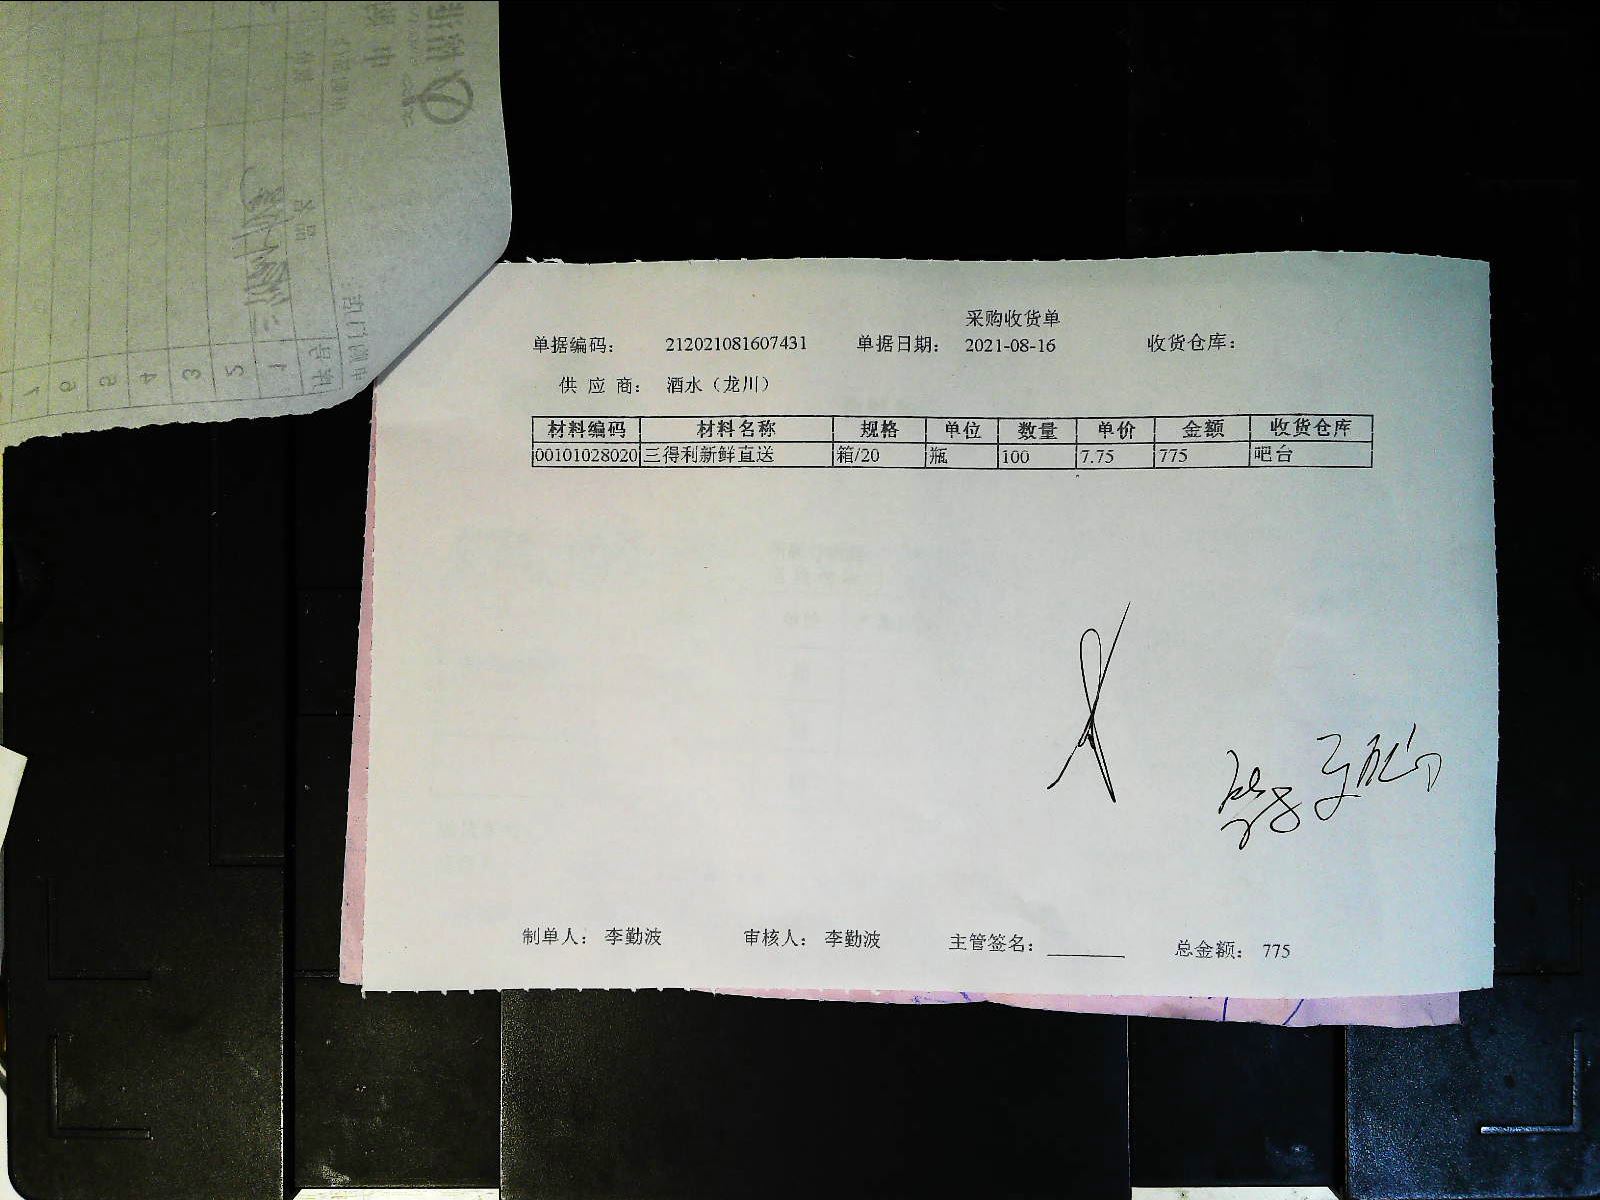 采购收货单
单据编码： 212021081607431 单据日期： 2021-08-16 收货仓库：
供 应 商： 酒水（龙川）
材料编码 材料名称 规格 单位 数量 单价 金额 收货仓库
00101028020 三得利新鲜直送 箱/20 瓶 100 7.75 775 吧台
制单人： 李勤波 审核人： 李勤波 主管签名： 总金额： 775